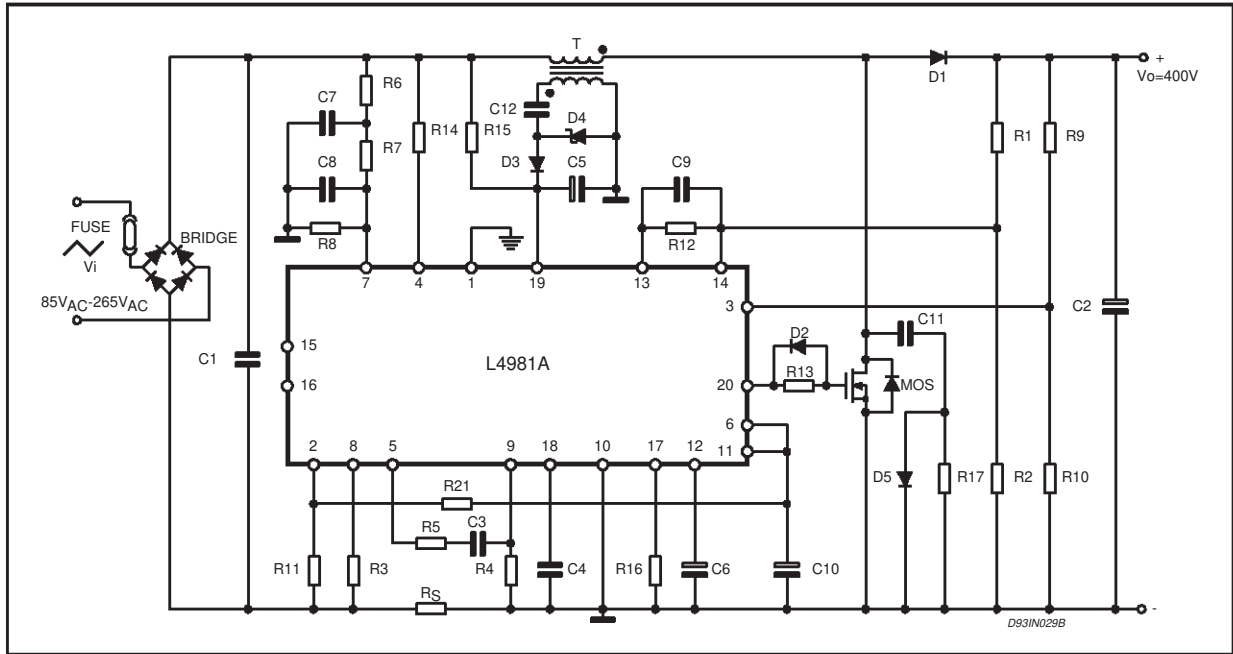 T
+
D1
Vo=400V
R6
C7
C12
D4
R14
R15
R1
R9
R7
C8
D3
C5
C9
FUSE
BRIDGE
R8
R12
Vi
7
4
1
19
13
14
85VAC-265VAC
3
C2
C11
D2
15
C1
L4981A
R13
16
20
MOS
6
2
8
5
9
18
10
17
12
11
D5
R17
R2
R10
R21
R5
C3
R11
R3
R4
C4
R16
C6
C10
RS
-
D93IN029B